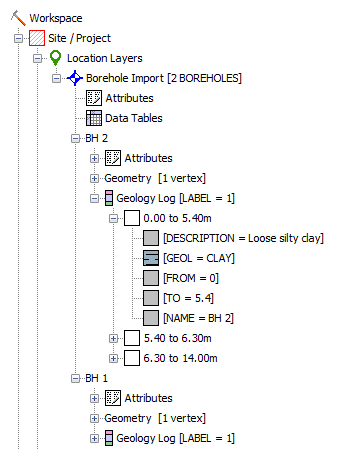 Workspace
Site / Project
Location Layers
Borehole Import [2 BOREHOLES]
Attributes
Data Tables
BH 2
Attributes
Geometry [1 vertex]
Geology Log [LABEL = 1]
0.00 to 5.40m
[DESCRIPTION = Loose silty clay]
[GEOL = CLAY]
[FROM = 0]
[TO = 5.4]
[NAME = BH 2]
5.40 to 6.30m
6.30 to 14.00m
BH 1
Attributes
Geometry [1 vertex]
Geology Log [LABEL = 1]